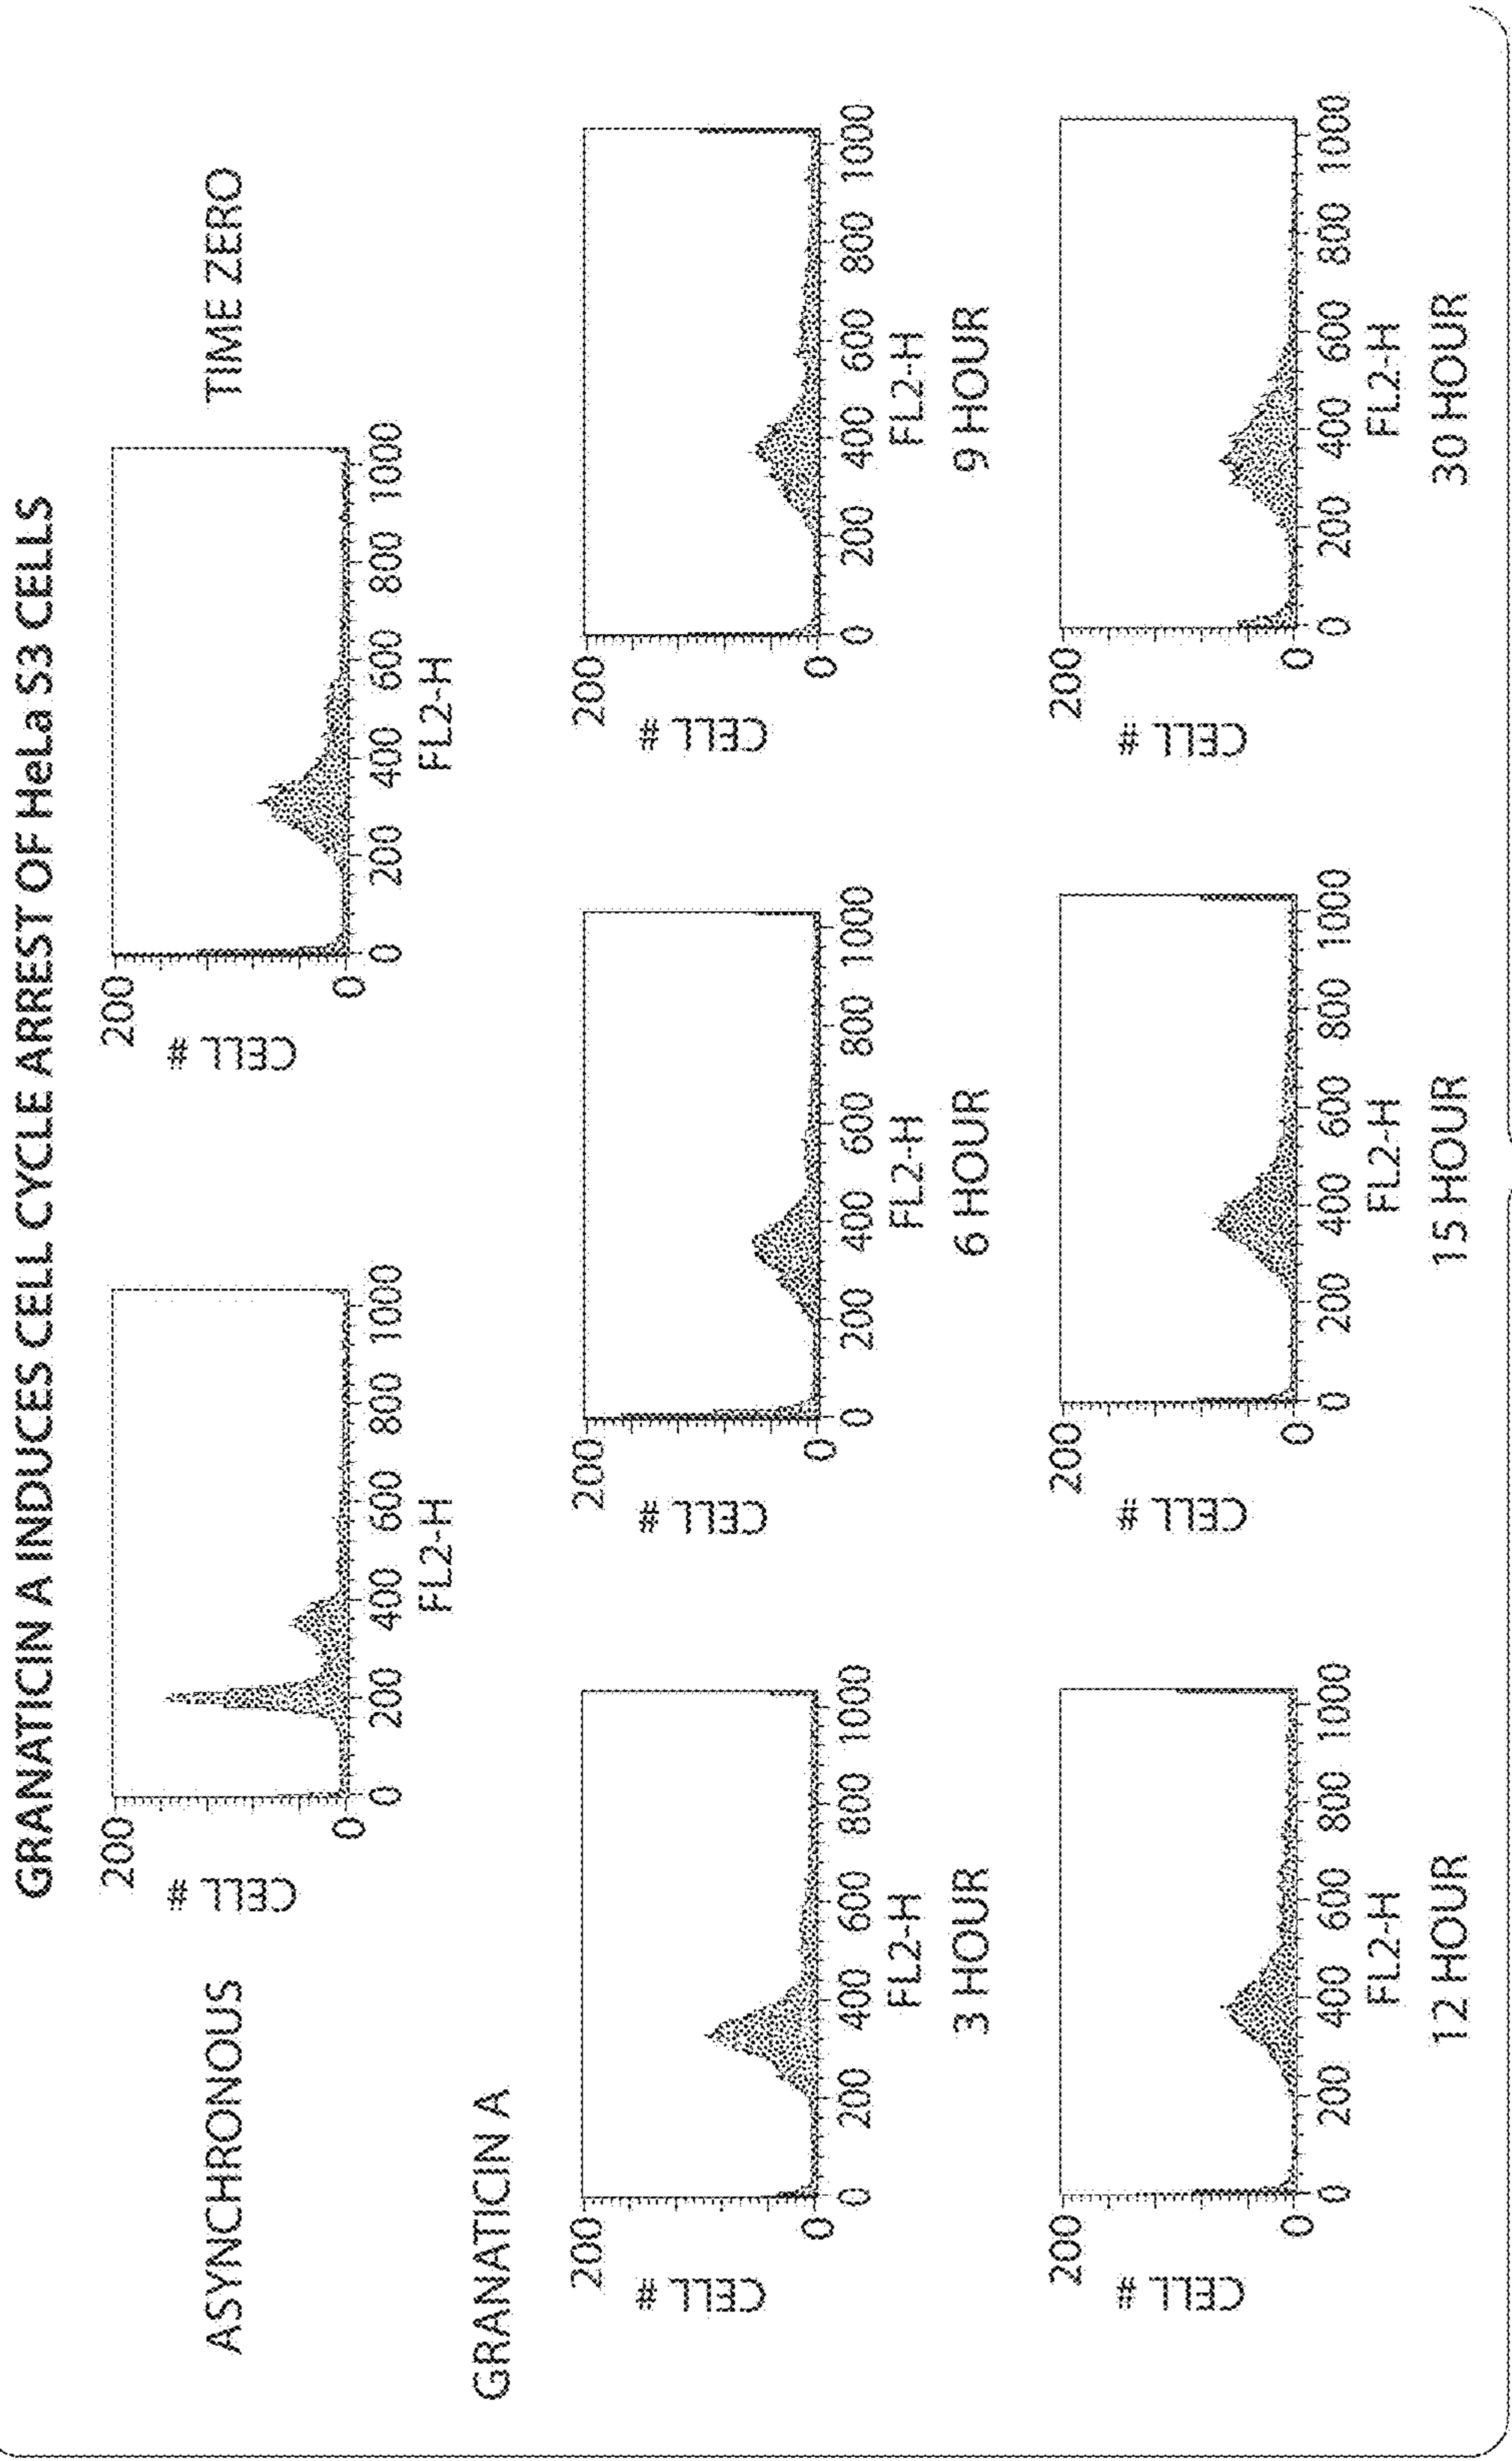 GRANATICIN A INDUCES CELL CYCLE ARREST OF HeLa S3 CELLS
ASYNCHRONOUS
CELL #
200
0
0 200 400 600 800 1000
FL2-H
CELL #
200
0
0 200 400 600 800 1000
FL2-H
TIME ZERO
GRANATICIN A
CELL #
200
0
0 200 400 600 800 1000
FL2-H
3 HOUR
CELL #
200
0
0 200 400 600 800 1000
FL2-H
6 HOUR
CELL #
200
0
0 200 400 600 800 1000
FL2-H
9 HOUR
CELL #
200
0
0 200 400 600 800 1000
FL2-H
12 HOUR
CELL #
200
0
0 200 400 600 800 1000
FL2-H
15 HOUR
CELL #
200
0
0 200 400 600 800 1000
FL2-H
30 HOUR